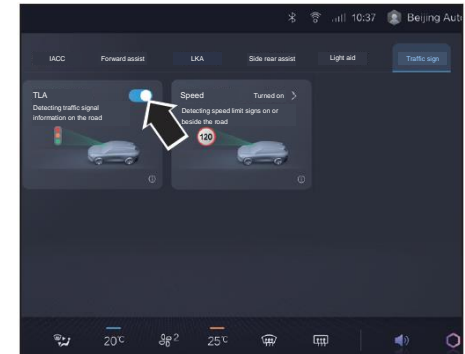 10:37 Beijing Aut
IACC Forward assist LKA Side rear assist Light aid Traffic sign
TLA
Detecting traffic signal
information on the road
Speed Turned on
Detecting speed limit signs on or
beside the road
120
20°C 2 25°C